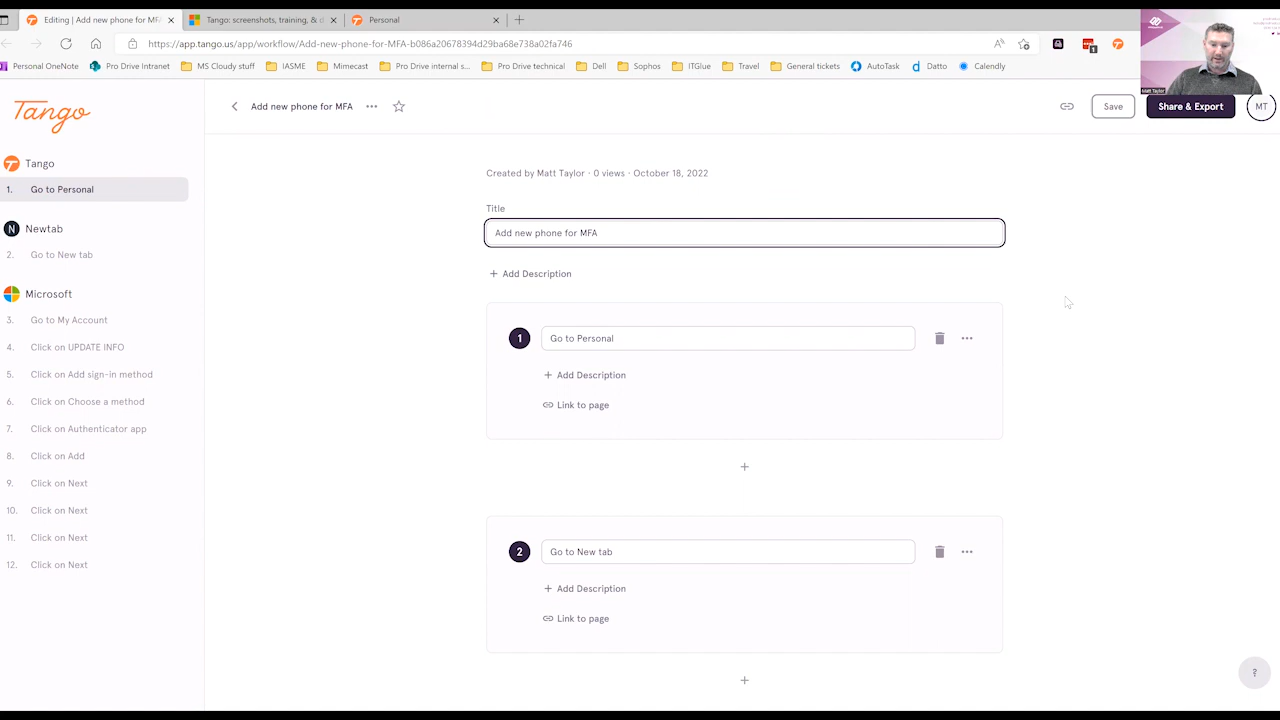 Editing | Add new phone for MFA
Tango: screenshots, training, & d
Personal
https://app.tango.us/app/workflow/Add-new-phone-for-MFA-b086a20678394d29ba68e738a02fa746
Personal OneNote
Pro Drive Intranet
MS Cloudy stuff
IASME
Mimecast
Pro Drive internal s...
Pro Drive technical
Dell
Sophos
ITGlue
Travel
General tickets
AutoTask
Datto
Calendly
Matt Taylor
Tango
Add new phone for MFA
Save
Share & Export
MT
Tango
1. Go to Personal
Newtab
2. Go to New tab
Microsoft
3. Go to My Account
4. Click on UPDATE INFO
5. Click on Add sign-in method
6. Click on Choose a method
7. Click on Authenticator app
8. Click on Add
9. Click on Next
10. Click on Next
11. Click on Next
12. Click on Next
Created by Matt Taylor · 0 views · October 18, 2022
Title
Add new phone for MFA
+ Add Description
1 Go to Personal
+ Add Description
Link to page
+
2 Go to New tab
+ Add Description
Link to page
+
?